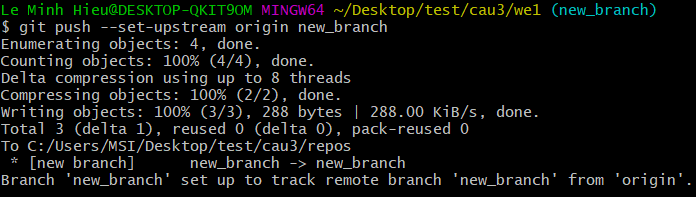 Le Minh Hieu@DESKTOP-QKIT9OM MINGW64 ~/Desktop/test/cau3/we1 (new_branch)
$ git push --set-upstream origin new_branch
Enumerating objects: 4, done.
Counting objects: 100% (4/4), done.
Delta compression using up to 8 threads
Compressing objects: 100% (2/2), done.
Writing objects: 100% (3/3), 288 bytes | 288.00 KiB/s, done.
Total 3 (delta 1), reused 0 (delta 0), pack-reused 0
To C:/Users/MSI/Desktop/test/cau3/repos
 * [new branch]      new_branch -> new_branch
Branch 'new_branch' set up to track remote branch 'new_branch' from 'origin'.